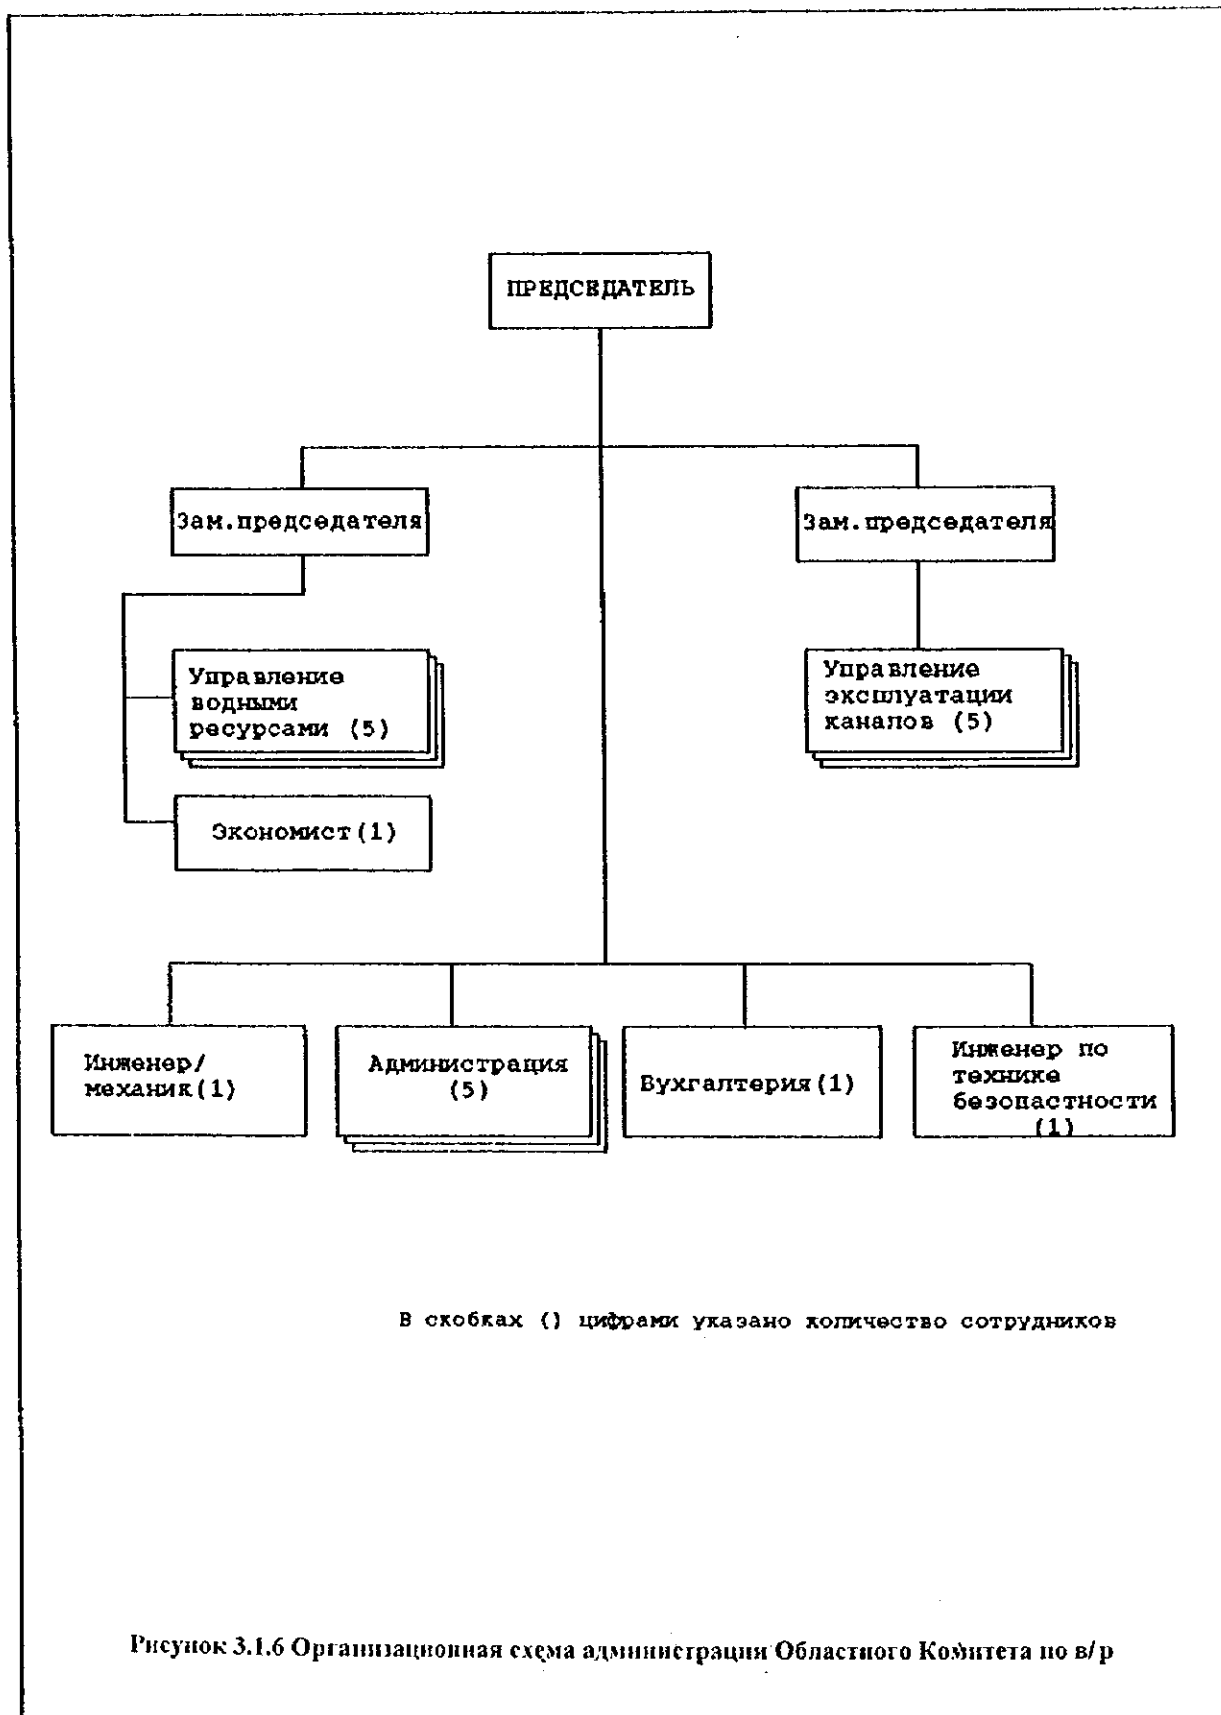 ПРЕДСЕДАТЕЛЬ
Зам.председателя
Зам.председателя
Управление
водными
ресурсами (5)
Управление
эксплуатации
каналов (5)
Экономист(1)
Инженер/
механик(1)
Администрация
(5)
Бухгалтерия(1)
Инженер по
технике
безопастности
(1)
В скобках () цифрами указано количество сотрудников
Рисунок 3.1.6 Организационная схема администрации Областного Комитета по в/р